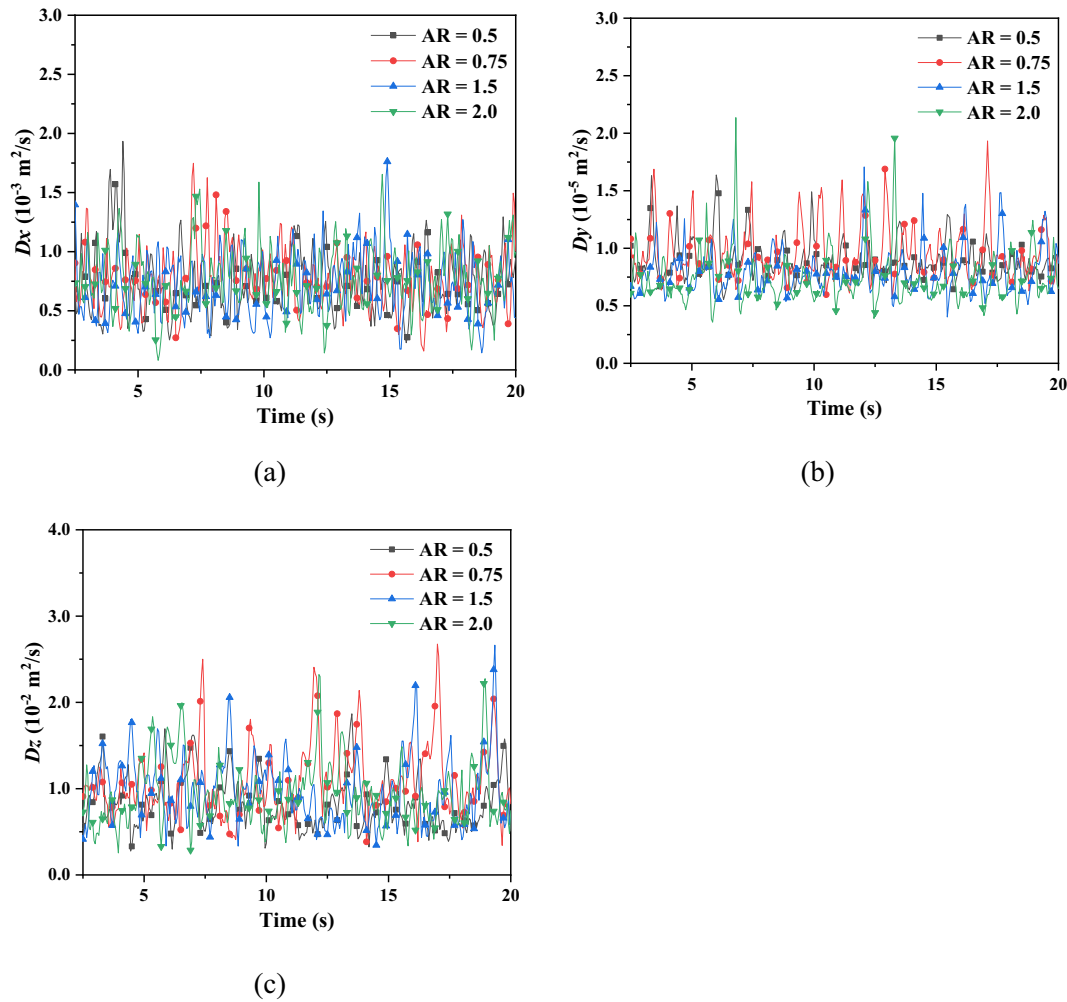 3.0
2.5
2.0
1.5
1.0
0.5
0.0
Dx (10⁻³ m²/s)
AR = 0.5
AR = 0.75
AR = 1.5
AR = 2.0
5 10 15 20
Time (s)
(a)
3.0
2.5
2.0
1.5
1.0
0.5
0.0
Dy (10⁻⁵ m²/s)
AR = 0.5
AR = 0.75
AR = 1.5
AR = 2.0
5 10 15 20
Time (s)
(b)
4.0
3.0
2.0
1.0
0.0
Dz (10⁻² m²/s)
AR = 0.5
AR = 0.75
AR = 1.5
AR = 2.0
5 10 15 20
Time (s)
(c)